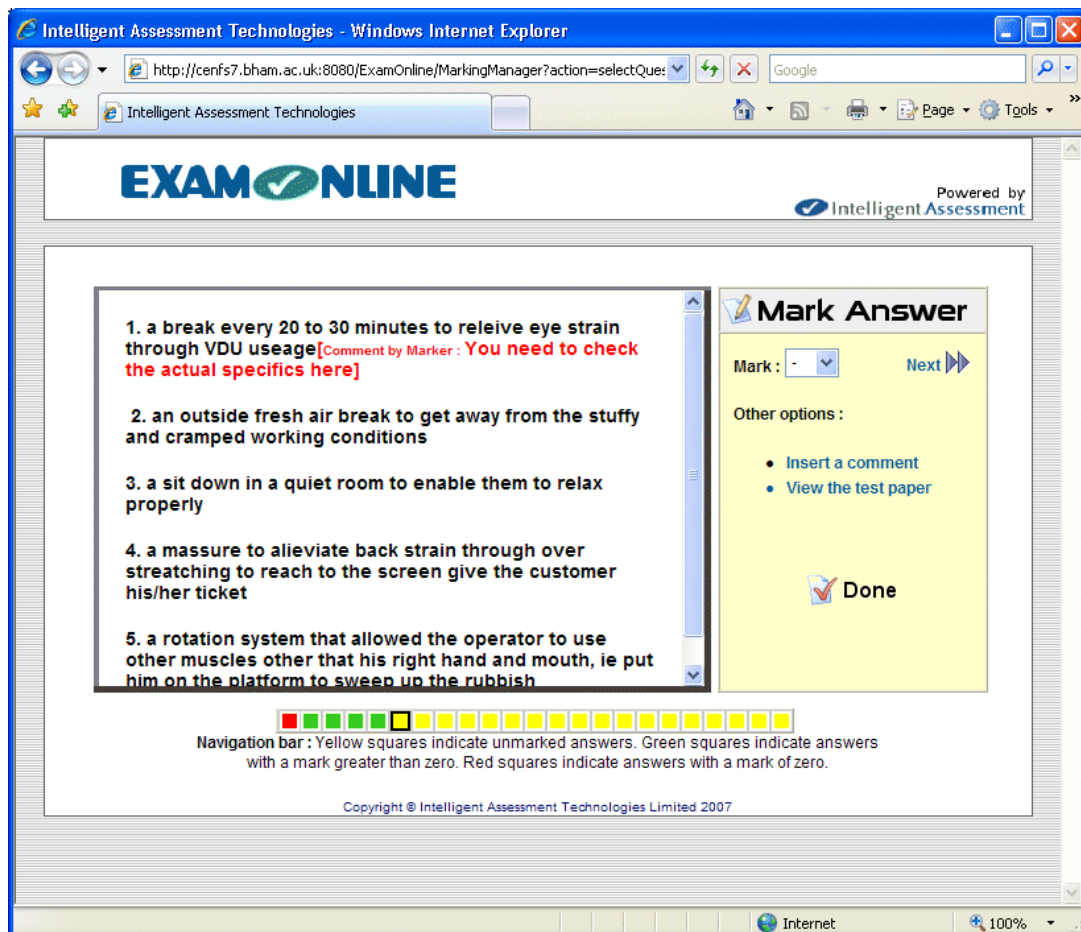 Intelligent Assessment Technologies - Windows Internet Explorer
http://cenfs7.bham.ac.uk:8080/ExamOnline/MarkingManager?action=selectQue
Google
Intelligent Assessment Technologies
Page
Tools
»
EXAMONLINE
Powered by
Intelligent Assessment
1. a break every 20 to 30 minutes to releive eye strain
through VDU useage[Comment by Marker : You need to check
the actual specifics here]
2. an outside fresh air break to get away from the stuffy
and cramped working conditions
3. a sit down in a quiet room to enable them to relax
properly
4. a massure to alieviate back strain through over
streatching to reach to the screen give the customer
his/her ticket
5. a rotation system that allowed the operator to use
other muscles other that his right hand and mouth, ie put
him on the platform to sweep up the rubbish
Mark Answer
Mark : -
Next
Other options :
• Insert a comment
• View the test paper
Done
Navigation bar : Yellow squares indicate unmarked answers. Green squares indicate answers
with a mark greater than zero. Red squares indicate answers with a mark of zero.
Copyright © Intelligent Assessment Technologies Limited 2007
Internet
100%